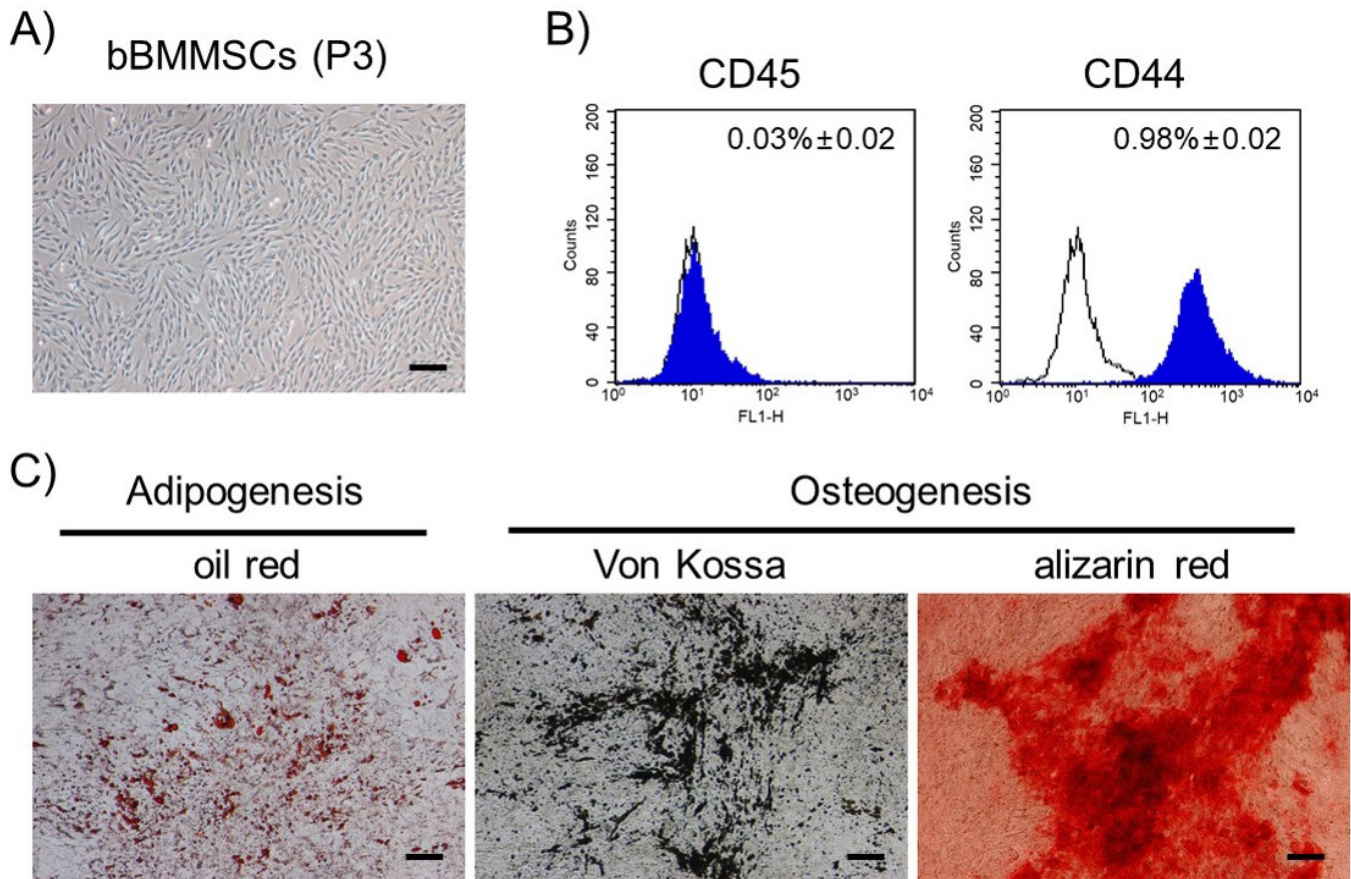 A)
bBMMSCs (P3)
B)
CD45
CD44
200
160
120
80
40
0
Counts
0.03%±0.02
10⁰ 10¹ 10² 10³ 10⁴
FL1-H
200
160
120
80
40
0
Counts
0.98%±0.02
10⁰ 10¹ 10² 10³ 10⁴
FL1-H
C)
Adipogenesis
Osteogenesis
oil red
Von Kossa
alizarin red